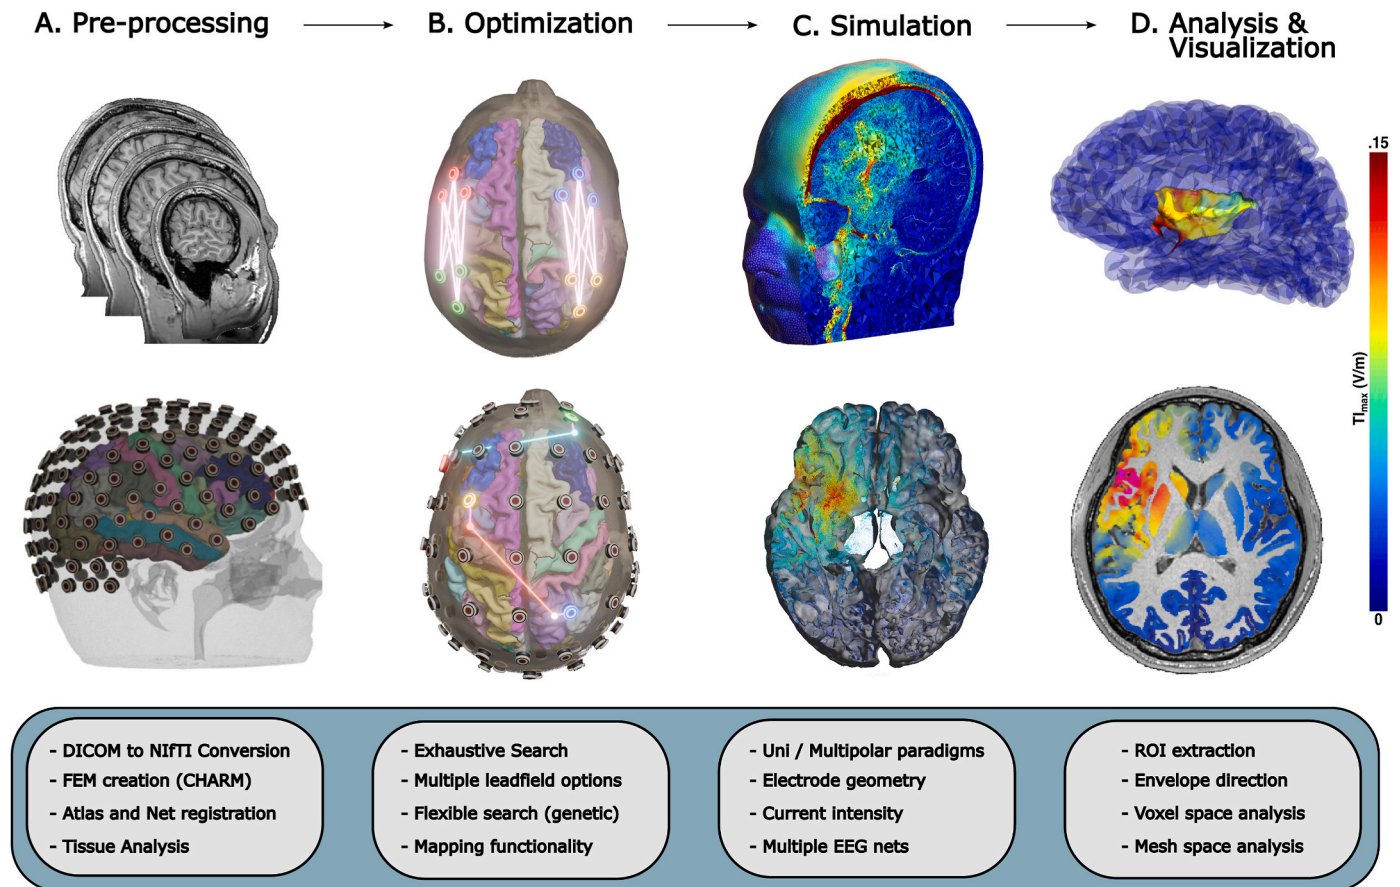 A. Pre-processing
B. Optimization
C. Simulation
D. Analysis &
Visualization
.15
TImax (V/m)
0
- DICOM to NIfTI Conversion
- FEM creation (CHARM)
- Atlas and Net registration
- Tissue Analysis
- Exhaustive Search
- Multiple leadfield options
- Flexible search (genetic)
- Mapping functionality
- Uni / Multipolar paradigms
- Electrode geometry
- Current intensity
- Multiple EEG nets
- ROI extraction
- Envelope direction
- Voxel space analysis
- Mesh space analysis